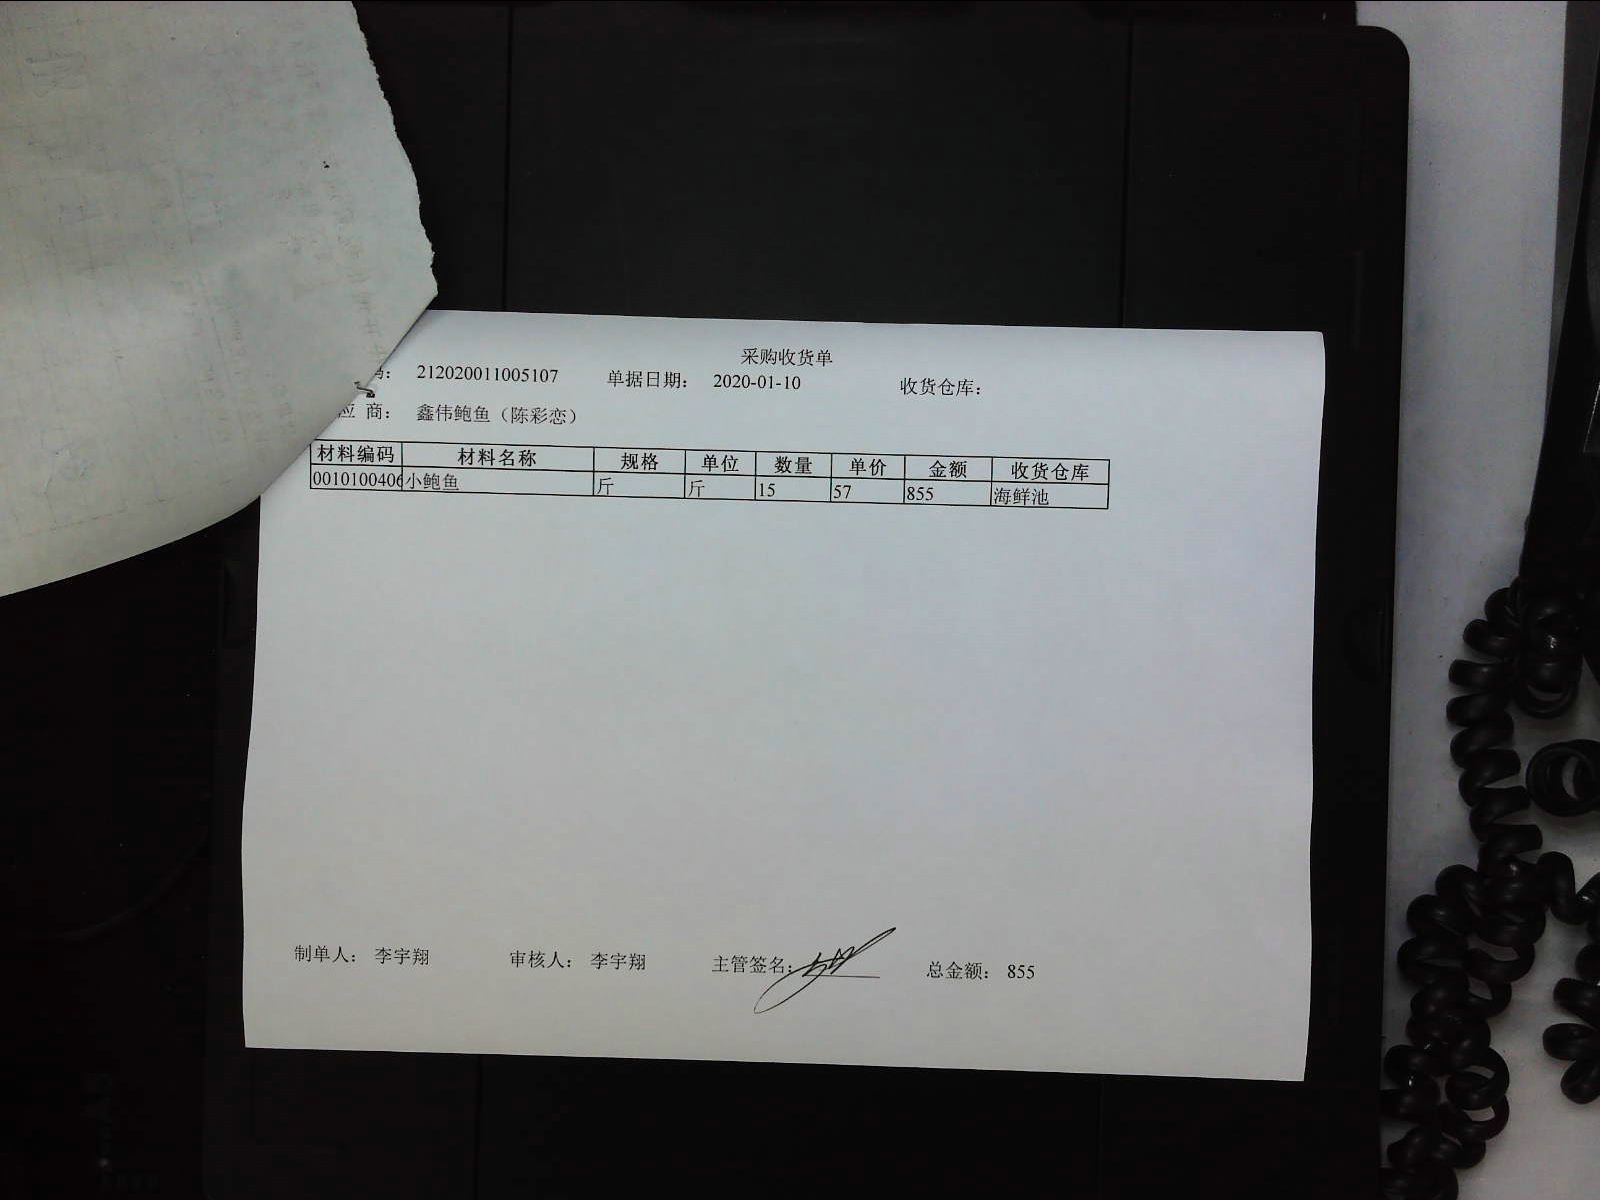 采购收货单
码： 212020011005107 单据日期： 2020-01-10 收货仓库：
应 商： 鑫伟鲍鱼（陈彩恋）
材料编码 材料名称 规格 单位 数量 单价 金额 收货仓库
0010100406 小鲍鱼 斤 斤 15 57 855 海鲜池
制单人： 李宇翔 审核人： 李宇翔 主管签名： 总金额： 855